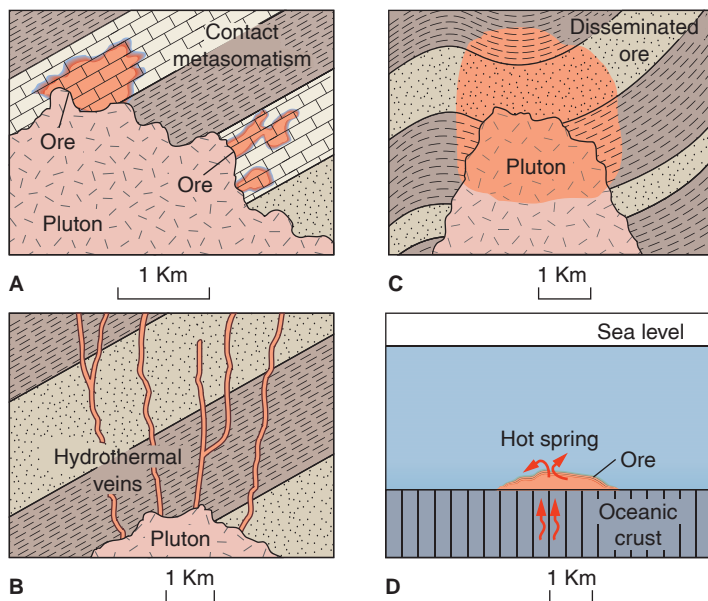 Contact
metasomatism
Ore
Ore
Pluton
A
1 Km
Disseminated
ore
Pluton
C
1 Km
Hydrothermal
veins
Pluton
B
1 Km
Sea level
Hot spring
Ore
Oceanic
crust
D
1 Km